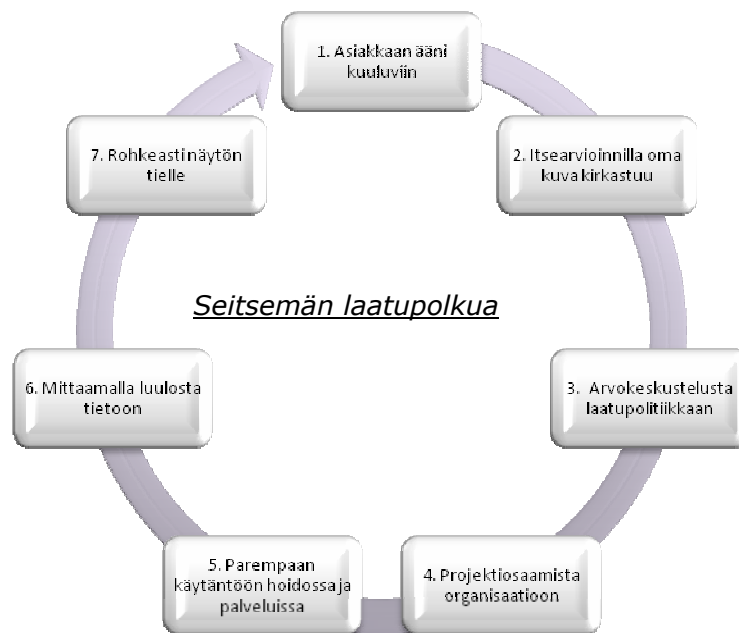 1. Asiakkaan ääni
kuuluviin
2. Itsearvioinnilla oma
kuva kirkastuu
3. Arvokeskustelusta
laatupolitiikkaan
4. Projektiosaamista
organisaatioon
5. Parempaan
käytäntöön hoidossa ja
palveluissa
6. Mittaamalla luulosta
tietoon
7. Rohkeasti näytön
tielle
Seitsemän laatupolkua